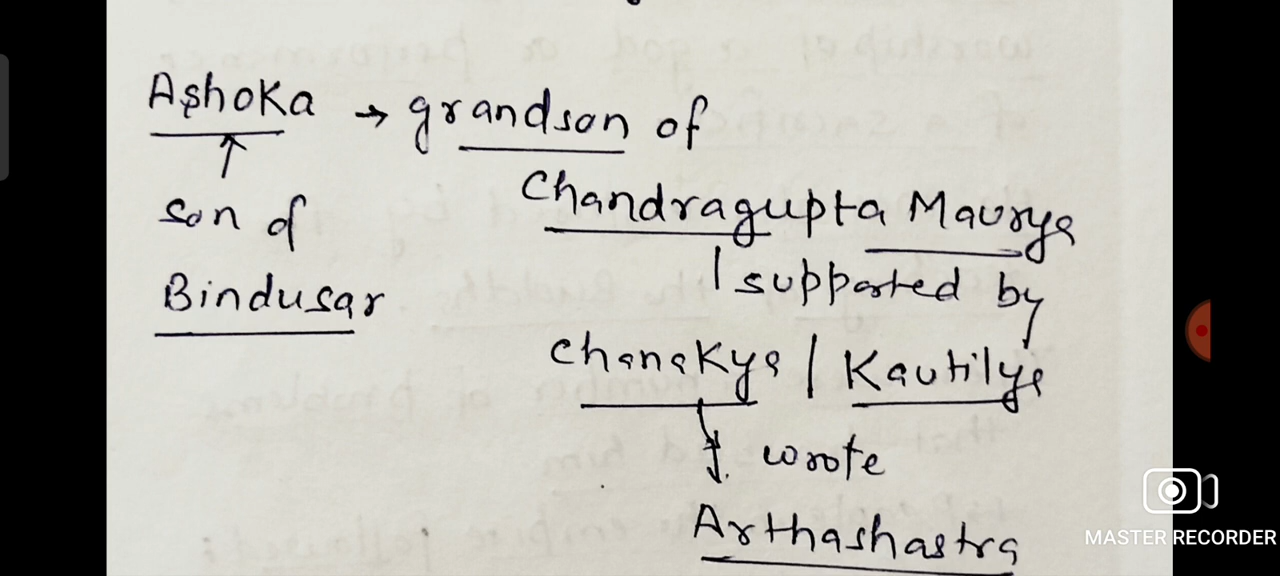 Ashoka → grandson of
↑
son of
Bindusar
Chandragupta Maurya
supported by
Chanakya / Kautilya
↓ wrote
Arthashastra
MASTER RECORDER